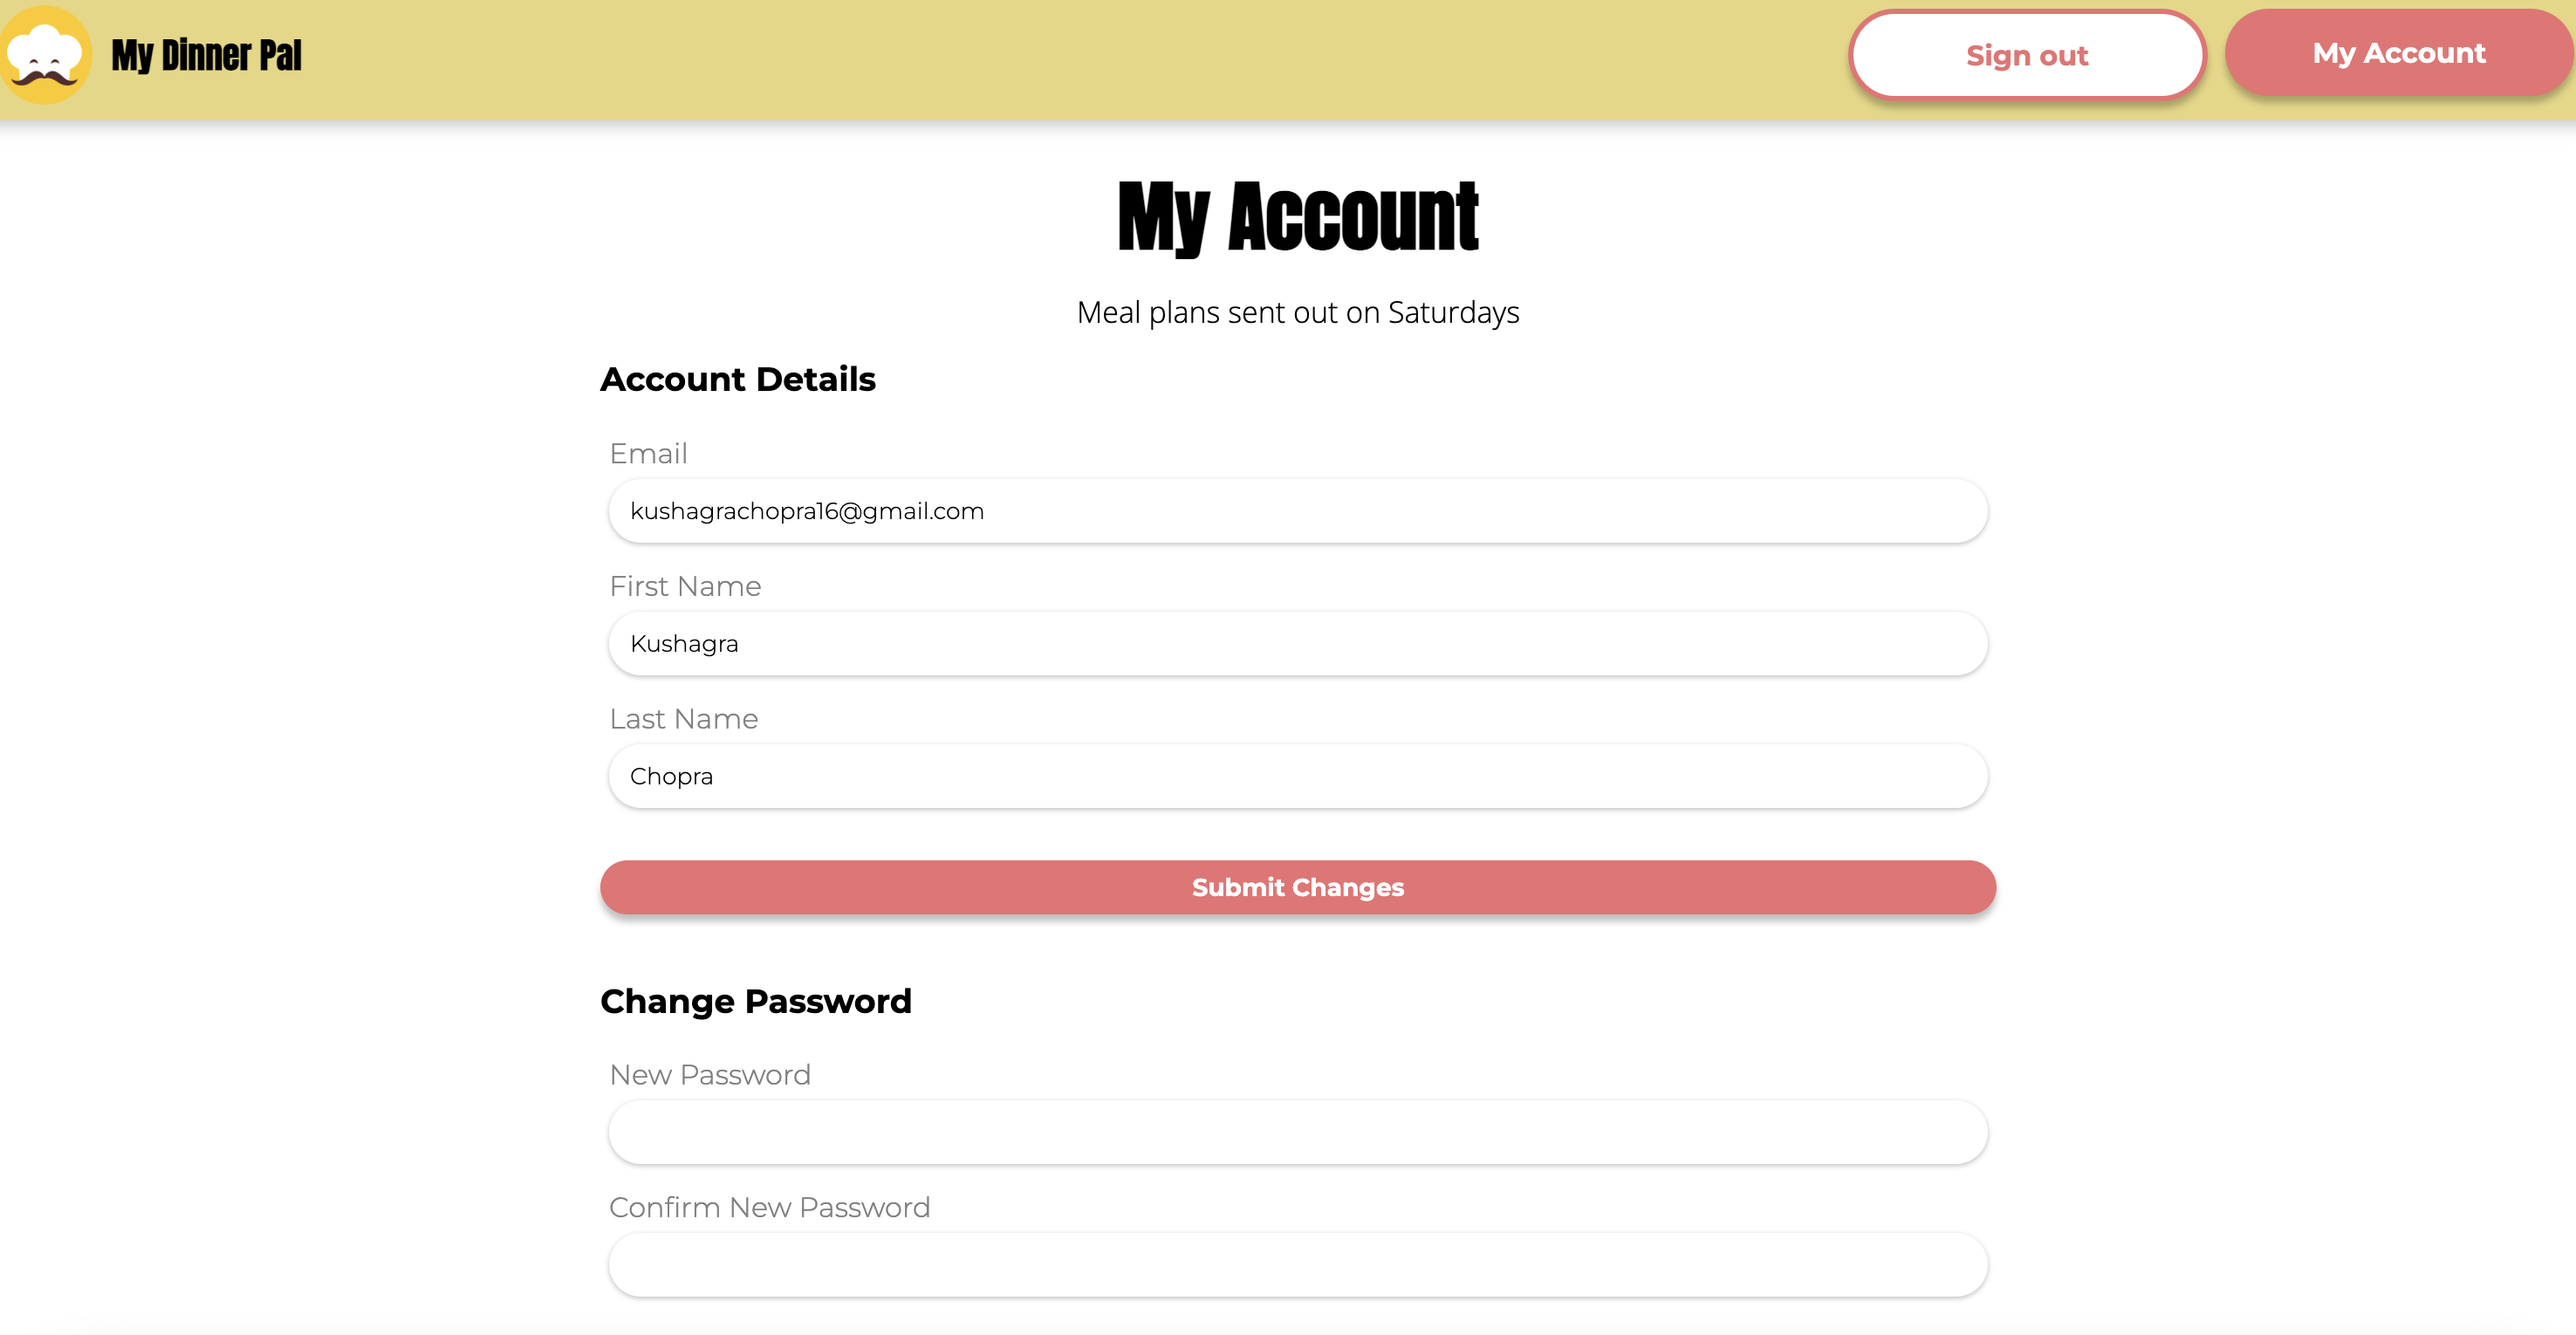 My Dinner Pal
Sign out
My Account
My Account
Meal plans sent out on Saturdays
Account Details
Email
kushagrachopra16@gmail.com
First Name
Kushagra
Last Name
Chopra
Submit Changes
Change Password
New Password
Confirm New Password